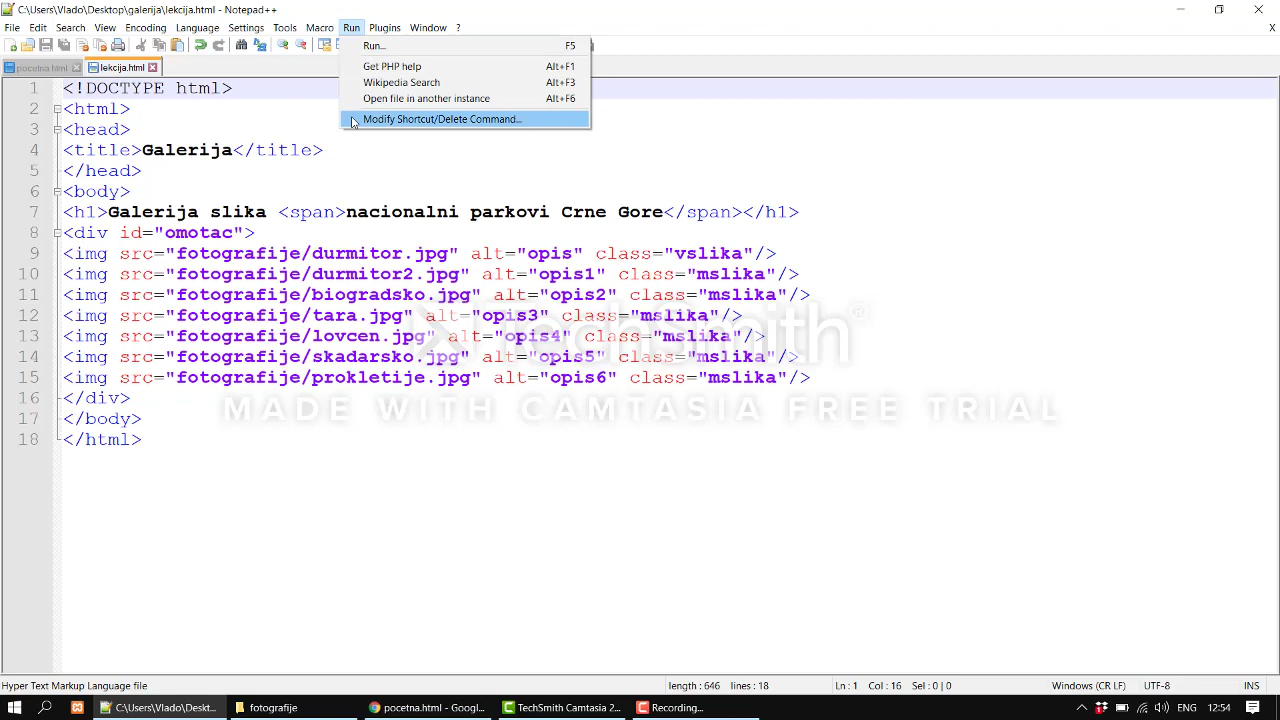 C:\Users\Vlado\Desktop\galerija\lekcija.html - Notepad++
File Edit Search View Encoding Language Settings Tools Macro Run Plugins Window ? X
Run... F5
pocetna.html lekcija.html
Get PHP help Alt+F1
Wikipedia Search Alt+F3
Open file in another instance Alt+F6
Modify Shortcut/Delete Command...
1 <!DOCTYPE html>
2 <html>
3 <head>
4 <title>Galerija</title>
5 </head>
6 <body>
7 <h1>Galerija slika <span>nacionalni parkovi Crne Gore</span></h1>
8 <div id="omotac">
9 <img src="fotografije/durmitor.jpg" alt="opis" class="vslika"/>
10 <img src="fotografije/durmitor2.jpg" alt="opis1" class="mslika"/>
11 <img src="fotografije/biogradsko.jpg" alt="opis2" class="mslika"/>
12 <img src="fotografije/tara.jpg" alt="opis3" class="mslika"/>
13 <img src="fotografije/lovcen.jpg" alt="opis4" class="mslika"/>
14 <img src="fotografije/skadarsko.jpg" alt="opis5" class="mslika"/>
15 <img src="fotografije/prokletije.jpg" alt="opis6" class="mslika"/>
16 </div>
17 </body>
18 </html>
TechSmith®
MADE WITH CAMTASIA FREE TRIAL
Hyper Text Markup Language file length : 646 lines : 18 Ln : 1 Col : 16 Sel : 0 | 0 Windows (CR LF) UTF-8 INS
C:\Users\Vlado\Deskt... fotografije pocetna.html - Googl... TechSmith Camtasia 2... Recording... ENG 12:54